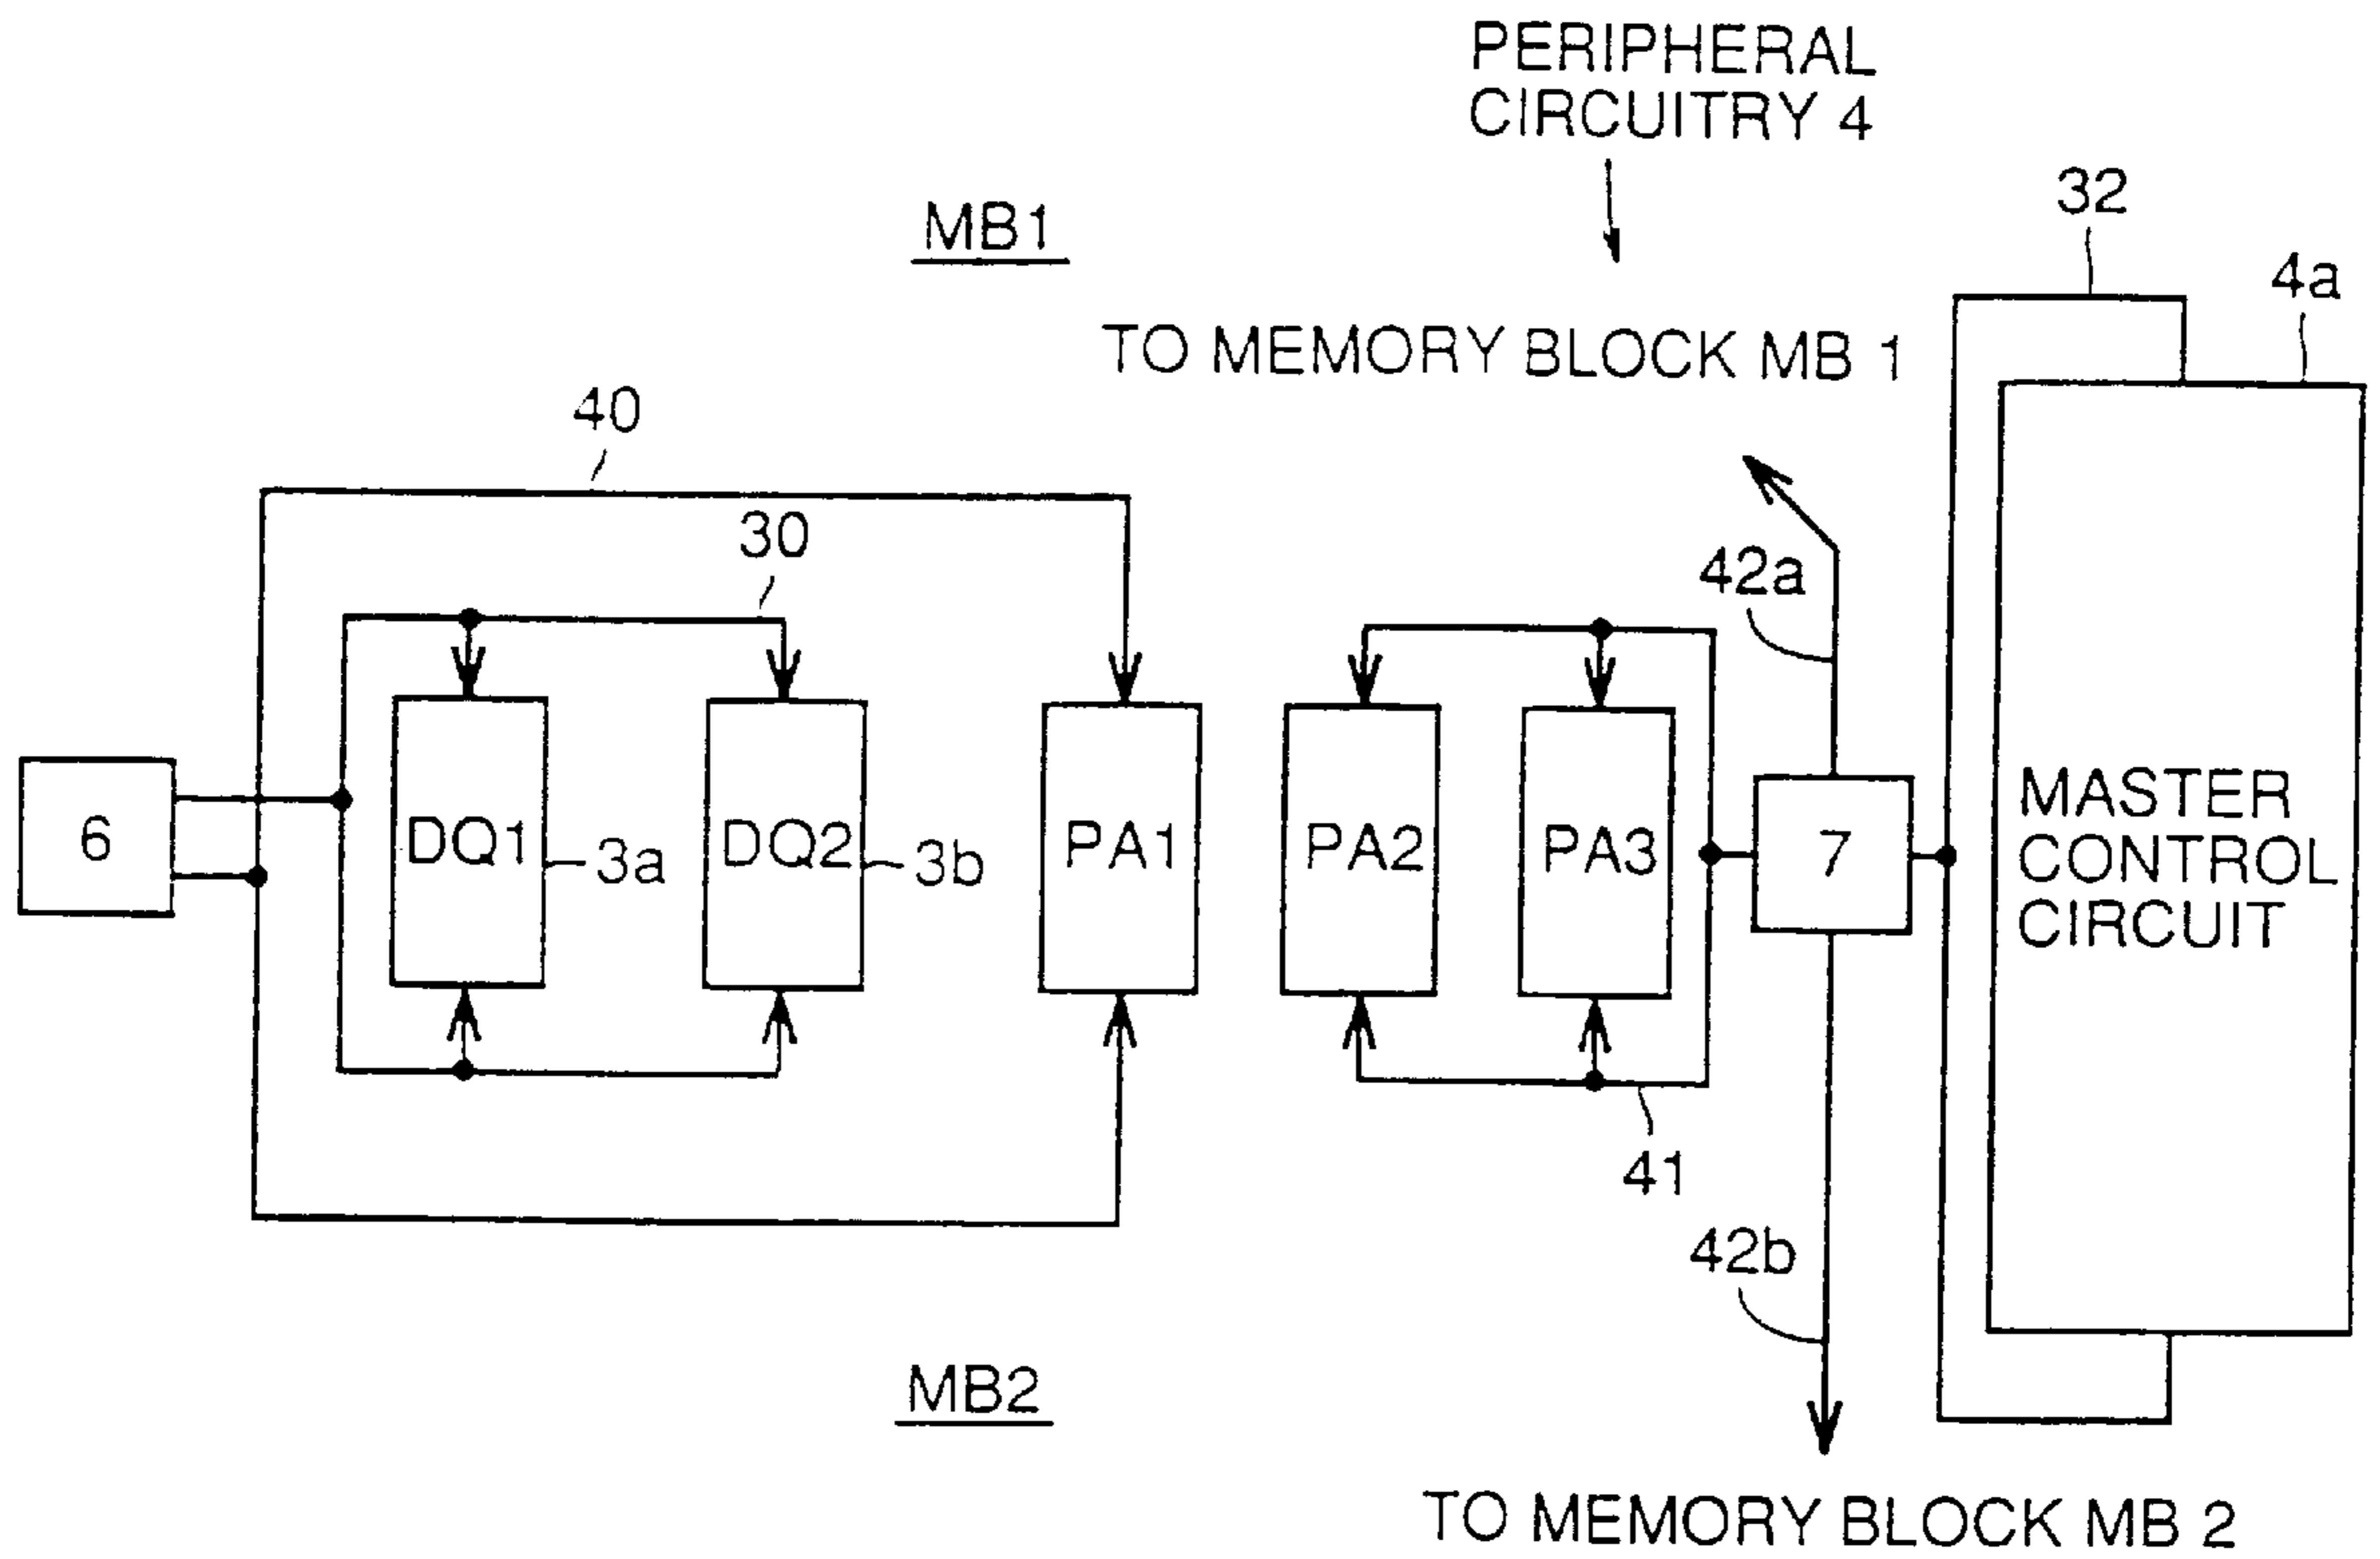 PERIPHERAL
CIRCUITRY 4
32
MB1
4a
TO MEMORY BLOCK MB 1
40
30
42a
6
DQ1
3a
DQ2
3b
PA1
PA2
PA3
7
MASTER
CONTROL
CIRCUIT
41
42b
MB2
TO MEMORY BLOCK MB 2